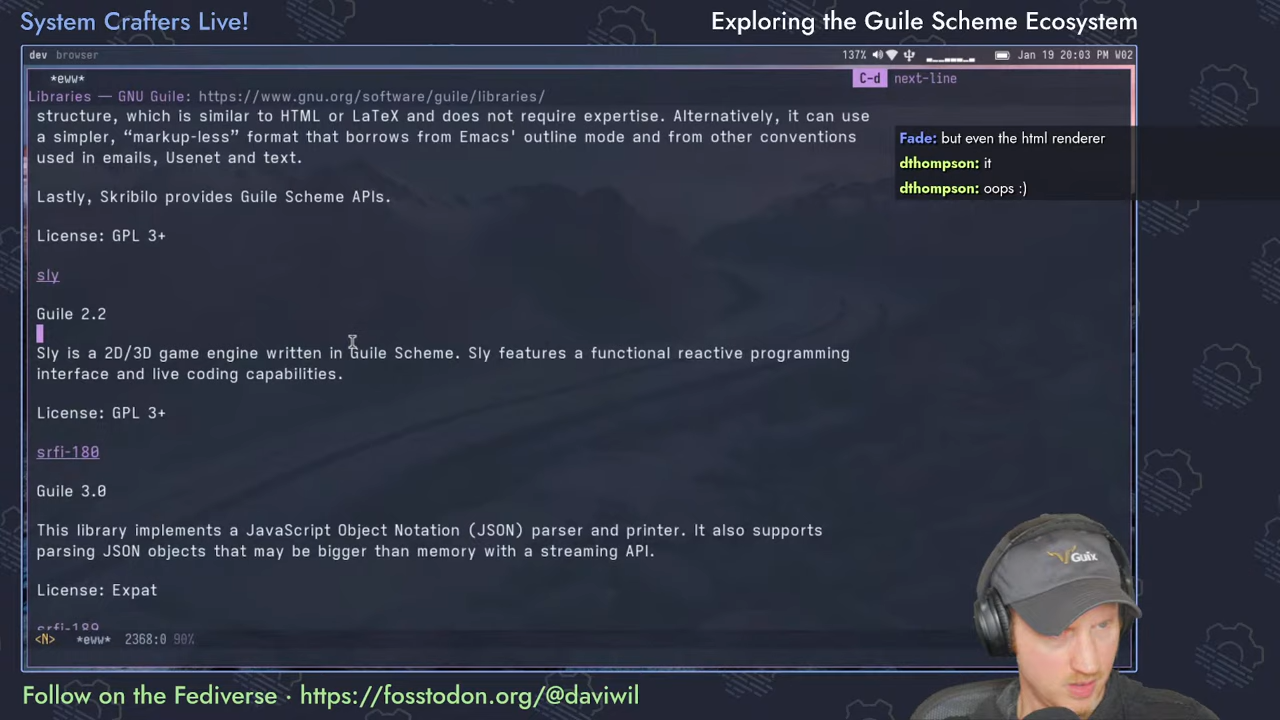 System Crafters Live!
Exploring the Guile Scheme Ecosystem
dev browser
137%
Jan 19 20:03 PM W02
*eww*
C-d next-line
Libraries — GNU Guile: https://www.gnu.org/software/guile/libraries/
structure, which is similar to HTML or LaTeX and does not require expertise. Alternatively, it can use
a simpler, “markup-less” format that borrows from Emacs' outline mode and from other conventions
used in emails, Usenet and text.
Fade: but even the html renderer
dthompson: it
dthompson: oops :)
Lastly, Skribilo provides Guile Scheme APIs.
License: GPL 3+
sly
Guile 2.2
Sly is a 2D/3D game engine written in Guile Scheme. Sly features a functional reactive programming
interface and live coding capabilities.
License: GPL 3+
srfi-180
Guile 3.0
This library implements a JavaScript Object Notation (JSON) parser and printer. It also supports
parsing JSON objects that may be bigger than memory with a streaming API.
License: Expat
srfi-189
<N> *eww* 2368:0 90%
Guix
Follow on the Fediverse · https://fosstodon.org/@daviwil